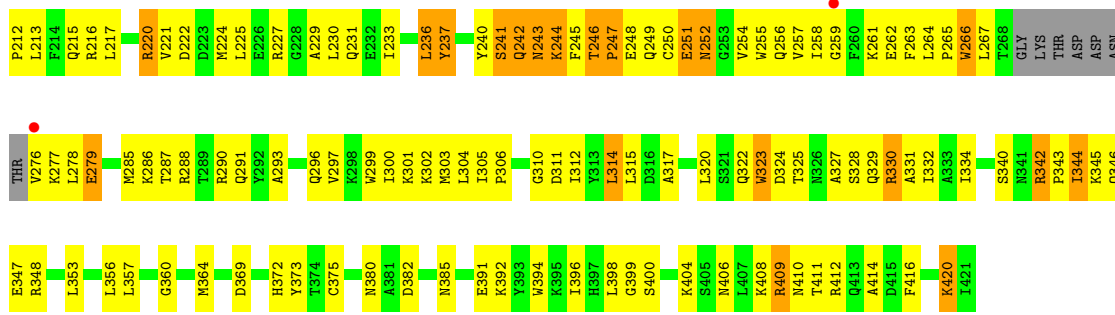 P212 L213 F214 Q215 R216 L217 R220 V221 D222 D223 M224 L225 E226 R227 G228 A229 L230 Q231 E232 I233 L236 Y237 Y240 S241 Q242 N243 K244 F245 T246 P247 E248 Q249 C250 E251 N252 G253 V254 W255 Q256 V257 I258 G259 F260 K261 E262 F263 L264 P265 W266 L267 T268 GLY LYS THR ASP ASP ASN
THR V276 K277 L278 E279 M285 K286 T287 R288 T289 R290 Q291 Y292 A293 Q296 V297 K298 W299 I300 K301 K302 M303 L304 I305 P306 G310 D311 I312 Y313 L314 L315 D316 A317 L320 S321 Q322 W323 D324 T325 N326 A327 S328 Q329 R330 A331 I332 A333 I334 S340 N341 R342 P343 I344 K345 Q346
E347 R348 L353 L356 L357 G360 M364 D369 H372 Y373 T374 C375 N380 A381 D382 N385 E391 K392 Y393 W394 K395 I396 H397 L398 G399 S400 K404 S405 N406 L407 K408 R409 N410 T411 R412 Q413 A414 D415 F416 K420 I421